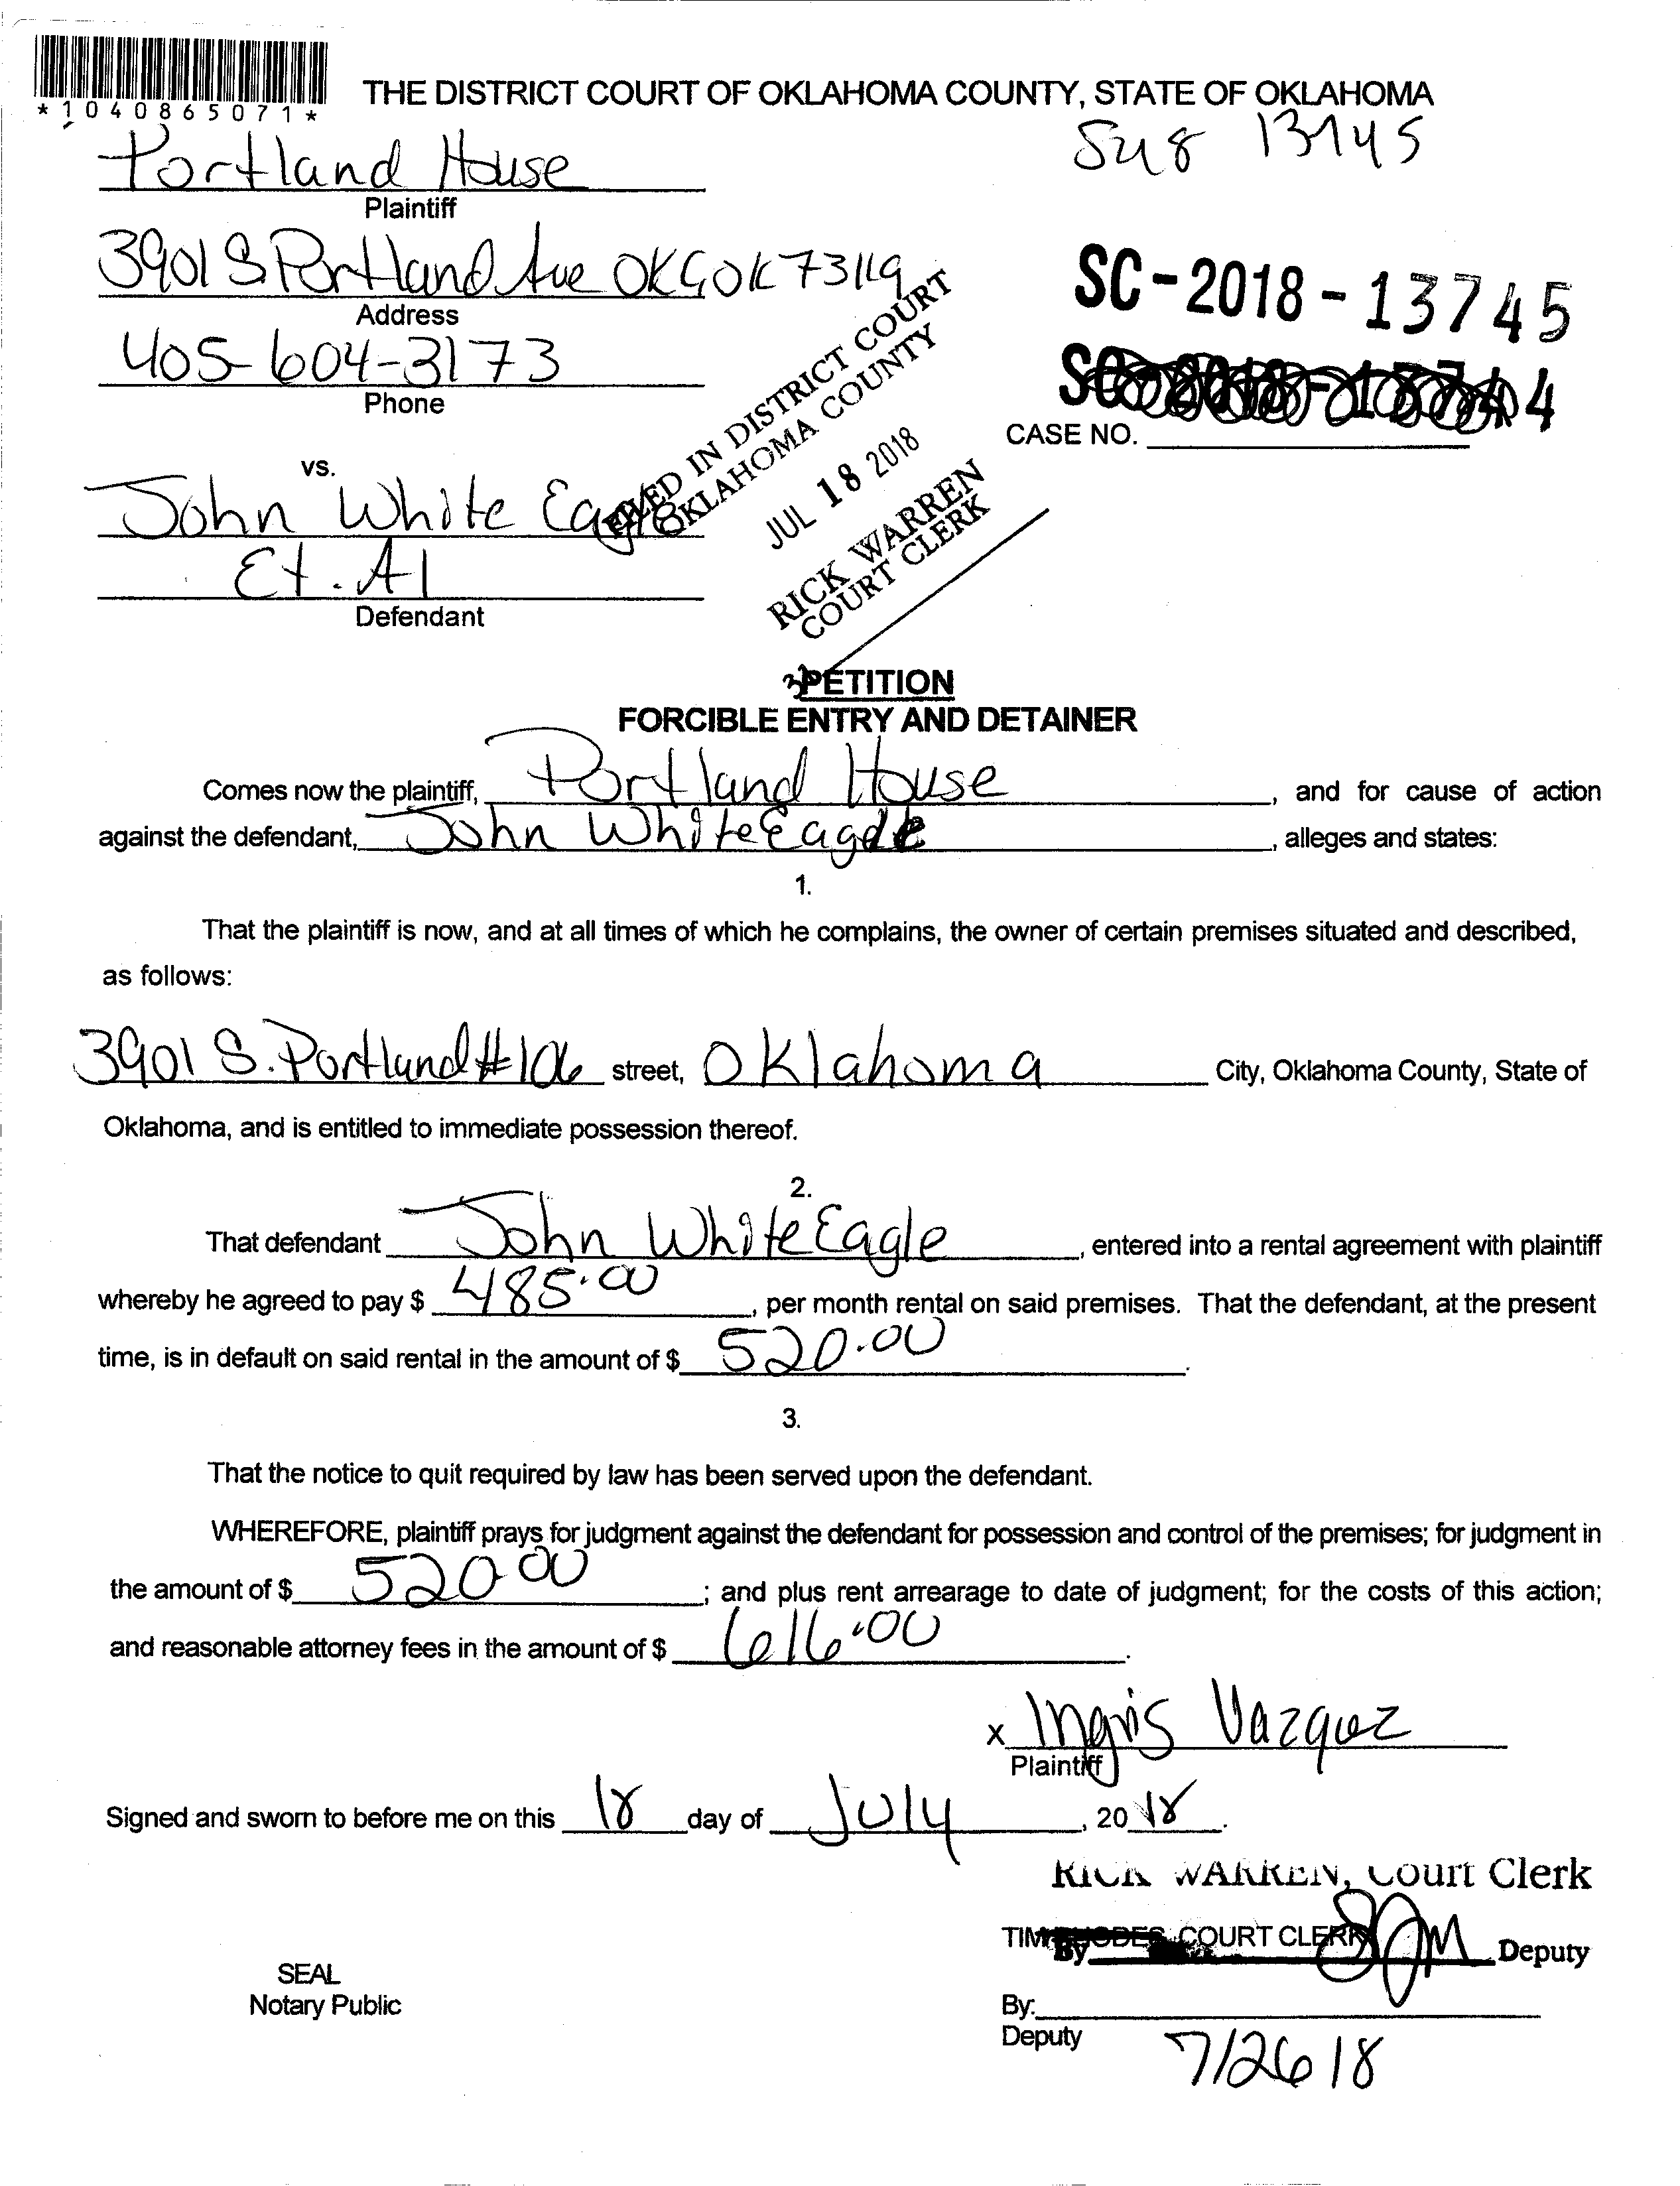 *1040865071*
THE DISTRICT COURT OF OKLAHOMA COUNTY, STATE OF OKLAHOMA
Portland House
Plaintiff
13745
3901 S Portland Ave OKC OK 73119
Address
SC-2018-13745
405-604-3173
Phone
CASE NO.
FILED IN DISTRICT COURT
OKLAHOMA COUNTY
JUL 18 2018
RICK WARREN
COURT CLERK
vs.
John White Eagle
Et. Al
Defendant
PETITION
FORCIBLE ENTRY AND DETAINER
Comes now the plaintiff, Portland House, and for cause of action
against the defendant, John WhiteEagle, alleges and states:
1.
That the plaintiff is now, and at all times of which he complains, the owner of certain premises situated and described,
as follows:
3901 S. Portland #106 street, Oklahoma City, Oklahoma County, State of
Oklahoma, and is entitled to immediate possession thereof.
2.
That defendant John WhiteEagle, entered into a rental agreement with plaintiff
whereby he agreed to pay $ 485.00, per month rental on said premises. That the defendant, at the present
time, is in default on said rental in the amount of $ 520.00.
3.
That the notice to quit required by law has been served upon the defendant.
WHEREFORE, plaintiff prays for judgment against the defendant for possession and control of the premises; for judgment in
the amount of $ 520.00; and plus rent arrearage to date of judgment; for the costs of this action;
and reasonable attorney fees in the amount of $ 616.00.
x Ingris Vazquez
Plaintiff
Signed and sworn to before me on this 18 day of July, 20 18.
RICK WARREN, Court Clerk
TIM RHODES, COURT CLERK
By Deputy
SEAL
Notary Public
By:
Deputy
7/26 18